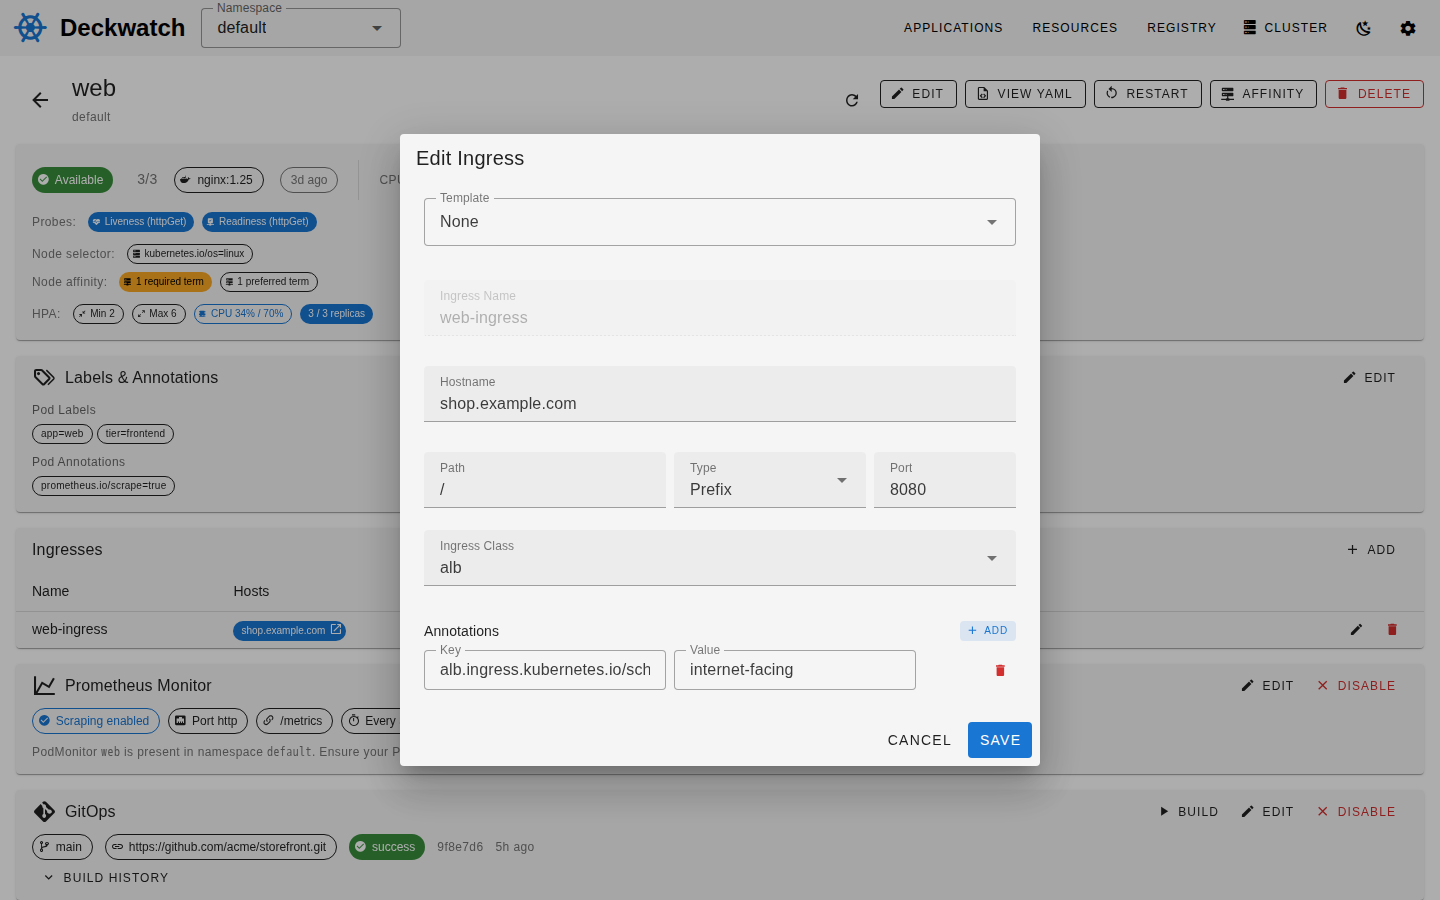 Deckwatch
Namespace
default
APPLICATIONS
RESOURCES
REGISTRY
CLUSTER
web
default
EDIT
VIEW YAML
RESTART
AFFINITY
DELETE
Available
3/3
nginx:1.25
3d ago
Probes:
Liveness (httpGet)
Readiness (httpGet)
Node selector:
kubernetes.io/os=linux
Node affinity:
1 required term
1 preferred term
HPA:
Min 2
Max 6
CPU 34% / 70%
3 / 3 replicas
Labels & Annotations
EDIT
Pod Labels
app=web
tier=frontend
Pod Annotations
prometheus.io/scrape=true
Ingresses
ADD
Name
Hosts
web-ingress
shop.example.com
Prometheus Monitor
EDIT
DISABLE
Scraping enabled
Port http
/metrics
Every
PodMonitor web is present in namespace default. Ensure your P
GitOps
BUILD
EDIT
DISABLE
main
https://github.com/acme/storefront.git
success
9f8e7d6
5h ago
BUILD HISTORY
Edit Ingress
Template
None
Ingress Name
web-ingress
Hostname
shop.example.com
Path
/
Type
Prefix
Port
8080
Ingress Class
alb
Annotations
ADD
Key
alb.ingress.kubernetes.io/sch
Value
internet-facing
CANCEL
SAVE